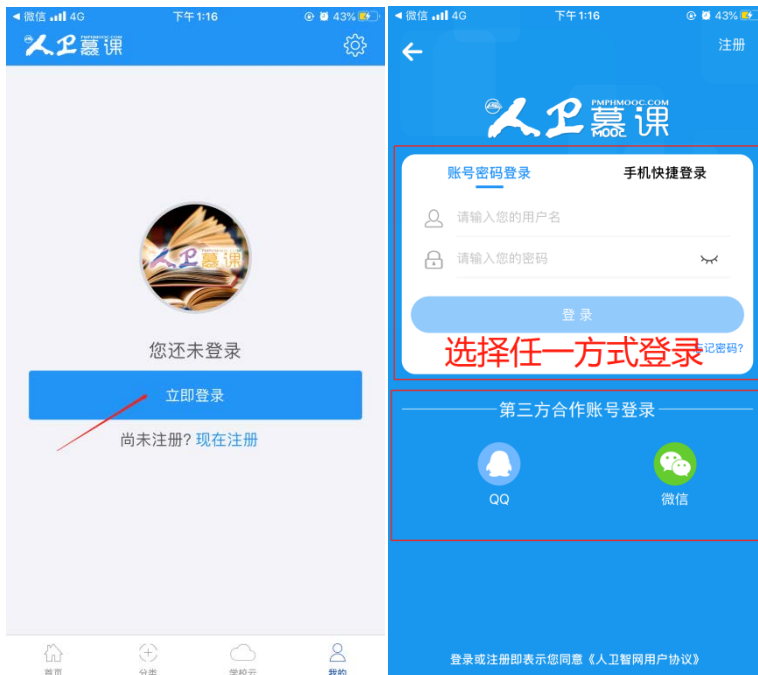 微信 4G 下午1:16 43%
人卫慕课
人卫慕课
您还未登录
立即登录
尚未注册? 现在注册
首页 分类 学校云 我的
微信 4G 下午1:16 43%
注册
人卫慕课 PMPHMOOC.COM MOOC
账号密码登录 手机快捷登录
请输入您的用户名
请输入您的密码
登录
记密码?
选择任一方式登录
第三方合作账号登录
QQ 微信
登录或注册即表示您同意《人卫智网用户协议》